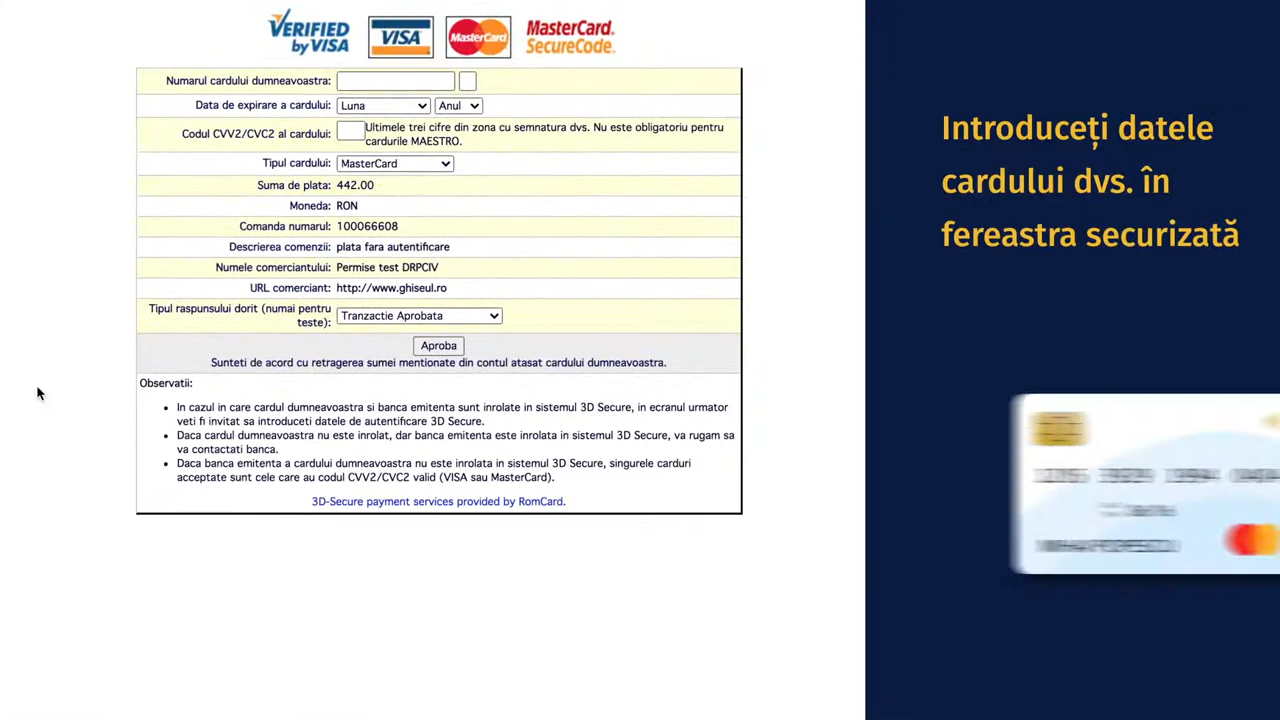 VERIFIED
by VISA
VISA
MasterCard
MasterCard.
SecureCode.
Numarul cardului dumneavoastra:
Data de expirare a cardului: Luna Anul
Codul CVV2/CVC2 al cardului: Ultimele trei cifre din zona cu semnatura dvs. Nu este obligatoriu pentru
cardurile MAESTRO.
Tipul cardului: MasterCard
Suma de plata: 442.00
Moneda: RON
Comanda numarul: 100066608
Descrierea comenzii: plata fara autentificare
Numele comerciantului: Permise test DRPCIV
URL comerciant: http://www.ghiseul.ro
Tipul raspunsului dorit (numai pentru
teste): Tranzactie Aprobata
Aproba
Sunteti de acord cu retragerea sumei mentionate din contul atasat cardului dumneavoastra.
Observatii:
• In cazul in care cardul dumneavoastra si banca emitenta sunt inrolate in sistemul 3D Secure, in ecranul urmator
veti fi invitat sa introduceti datele de autentificare 3D Secure.
• Daca cardul dumneavoastra nu este inrolat, dar banca emitenta este inrolata in sistemul 3D Secure, va rugam sa
va contactati banca.
• Daca banca emitenta a cardului dumneavoastra nu este inrolata in sistemul 3D Secure, singurele carduri
acceptate sunt cele care au codul CVV2/CVC2 valid (VISA sau MasterCard).
3D-Secure payment services provided by RomCard.
Introduceți datele
cardului dvs. în
fereastra securizată